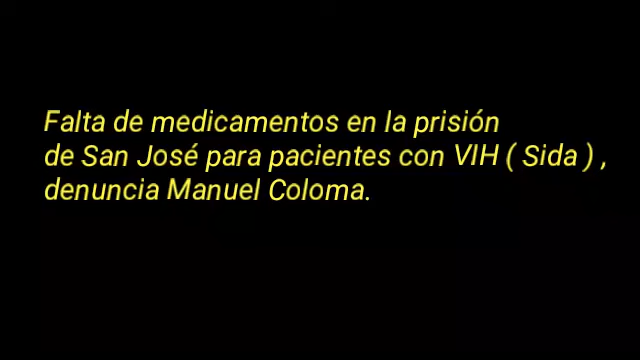 Falta de medicamentos en la prisión
de San José para pacientes con VIH ( Sida ) ,
denuncia Manuel Coloma.